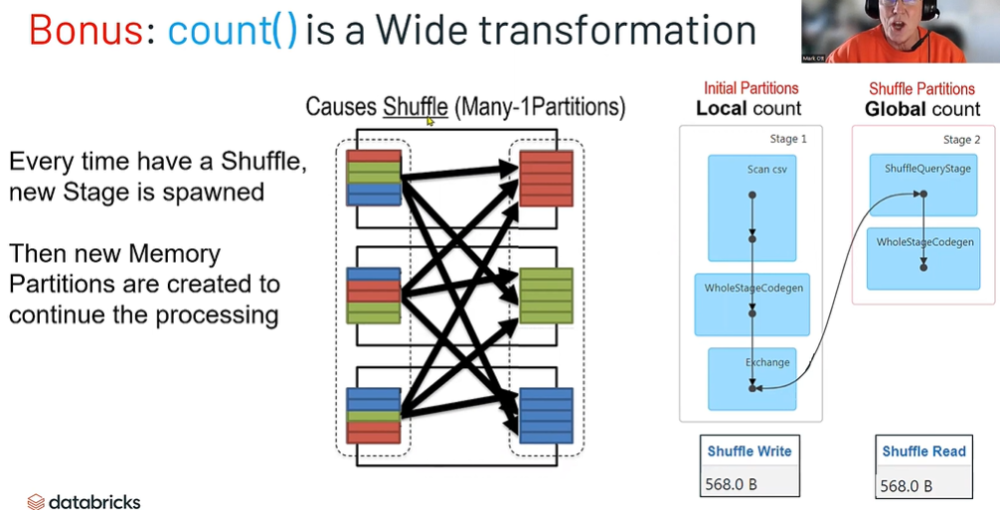 Bonus: count() is a Wide transformation
Mark Ott
Causes Shuffle (Many-1Partitions)
Every time have a Shuffle,
new Stage is spawned
Then new Memory
Partitions are created to
continue the processing
Initial Partitions
Local count
Stage 1
Scan csv
WholeStageCodegen
Exchange
Shuffle Write
568.0 B
Shuffle Partitions
Global count
Stage 2
ShuffleQueryStage
WholeStageCodegen
Shuffle Read
568.0 B
databricks